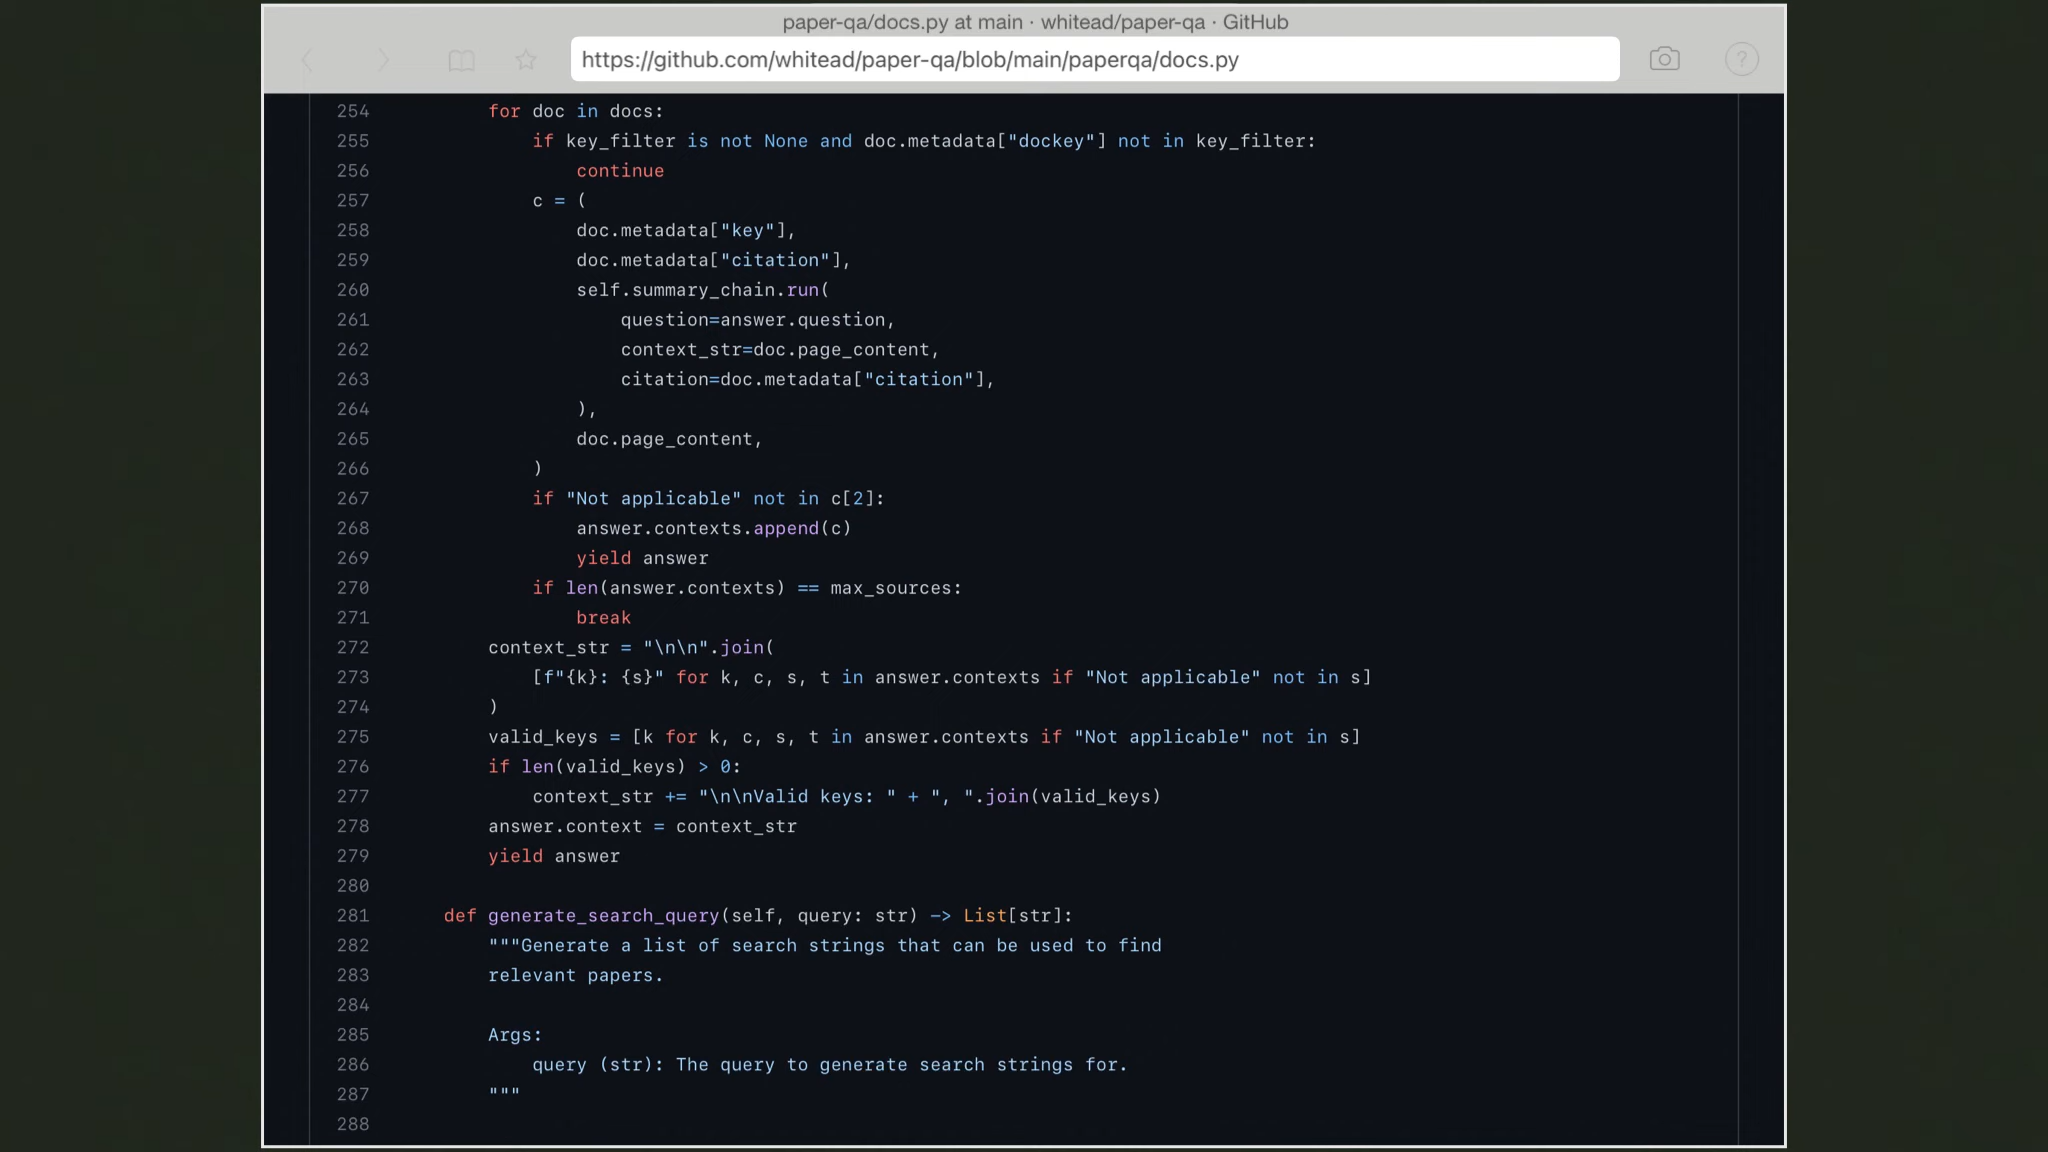 paper-qa/docs.py at main · whitead/paper-qa · GitHub
https://github.com/whitead/paper-qa/blob/main/paperqa/docs.py
?
254 for doc in docs:
255 if key_filter is not None and doc.metadata["dockey"] not in key_filter:
256 continue
257 c = (
258 doc.metadata["key"],
259 doc.metadata["citation"],
260 self.summary_chain.run(
261 question=answer.question,
262 context_str=doc.page_content,
263 citation=doc.metadata["citation"],
264 ),
265 doc.page_content,
266 )
267 if "Not applicable" not in c[2]:
268 answer.contexts.append(c)
269 yield answer
270 if len(answer.contexts) == max_sources:
271 break
272 context_str = "\n\n".join(
273 [f"{k}: {s}" for k, c, s, t in answer.contexts if "Not applicable" not in s]
274 )
275 valid_keys = [k for k, c, s, t in answer.contexts if "Not applicable" not in s]
276 if len(valid_keys) > 0:
277 context_str += "\n\nValid keys: " + ", ".join(valid_keys)
278 answer.context = context_str
279 yield answer
280
281 def generate_search_query(self, query: str) -> List[str]:
282 """Generate a list of search strings that can be used to find
283 relevant papers.
284
285 Args:
286 query (str): The query to generate search strings for.
287 """
288